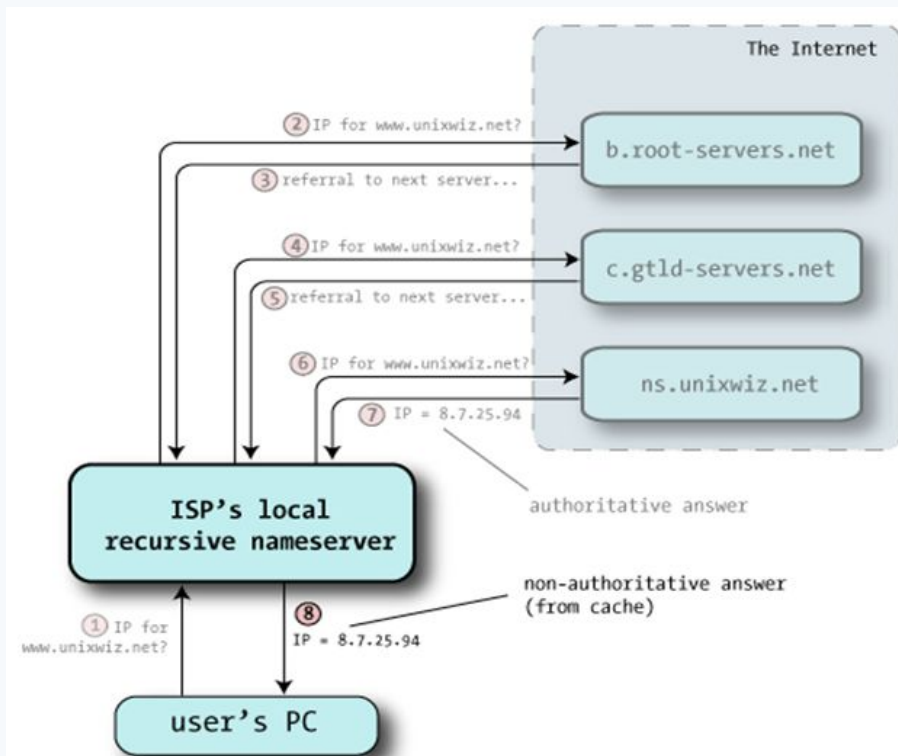 The Internet
2 IP for www.unixwiz.net?
b.root-servers.net
3 referral to next server...
4 IP for www.unixwiz.net?
c.gtld-servers.net
5 referral to next server...
6 IP for www.unixwiz.net?
ns.unixwiz.net
7 IP = 8.7.25.94
authoritative answer
ISP's local
recursive nameserver
non-authoritative answer
(from cache)
8
IP = 8.7.25.94
1 IP for
www.unixwiz.net?
user's PC